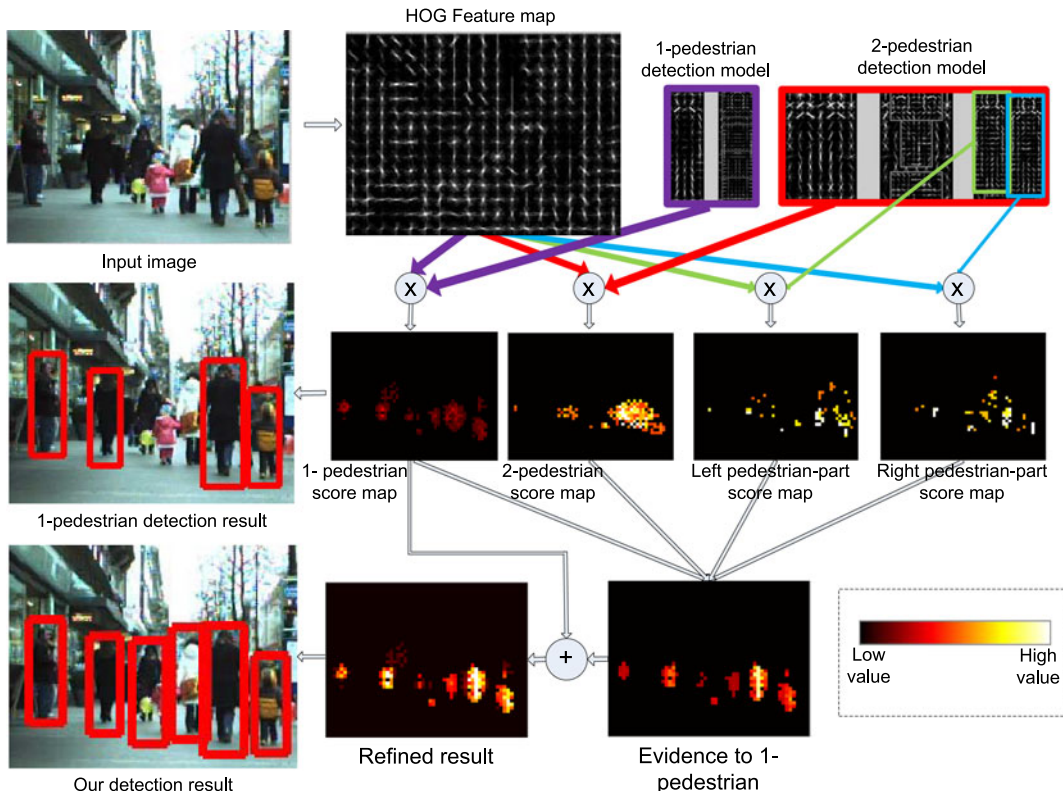 HOG Feature map
1-pedestrian
detection model
2-pedestrian
detection model
Input image
X
X
X
X
1- pedestrian
score map
2-pedestrian
score map
Left pedestrian-part
score map
Right pedestrian-part
score map
1-pedestrian detection result
+
Low
value
High
value
Our detection result
Refined result
Evidence to 1-
pedestrian